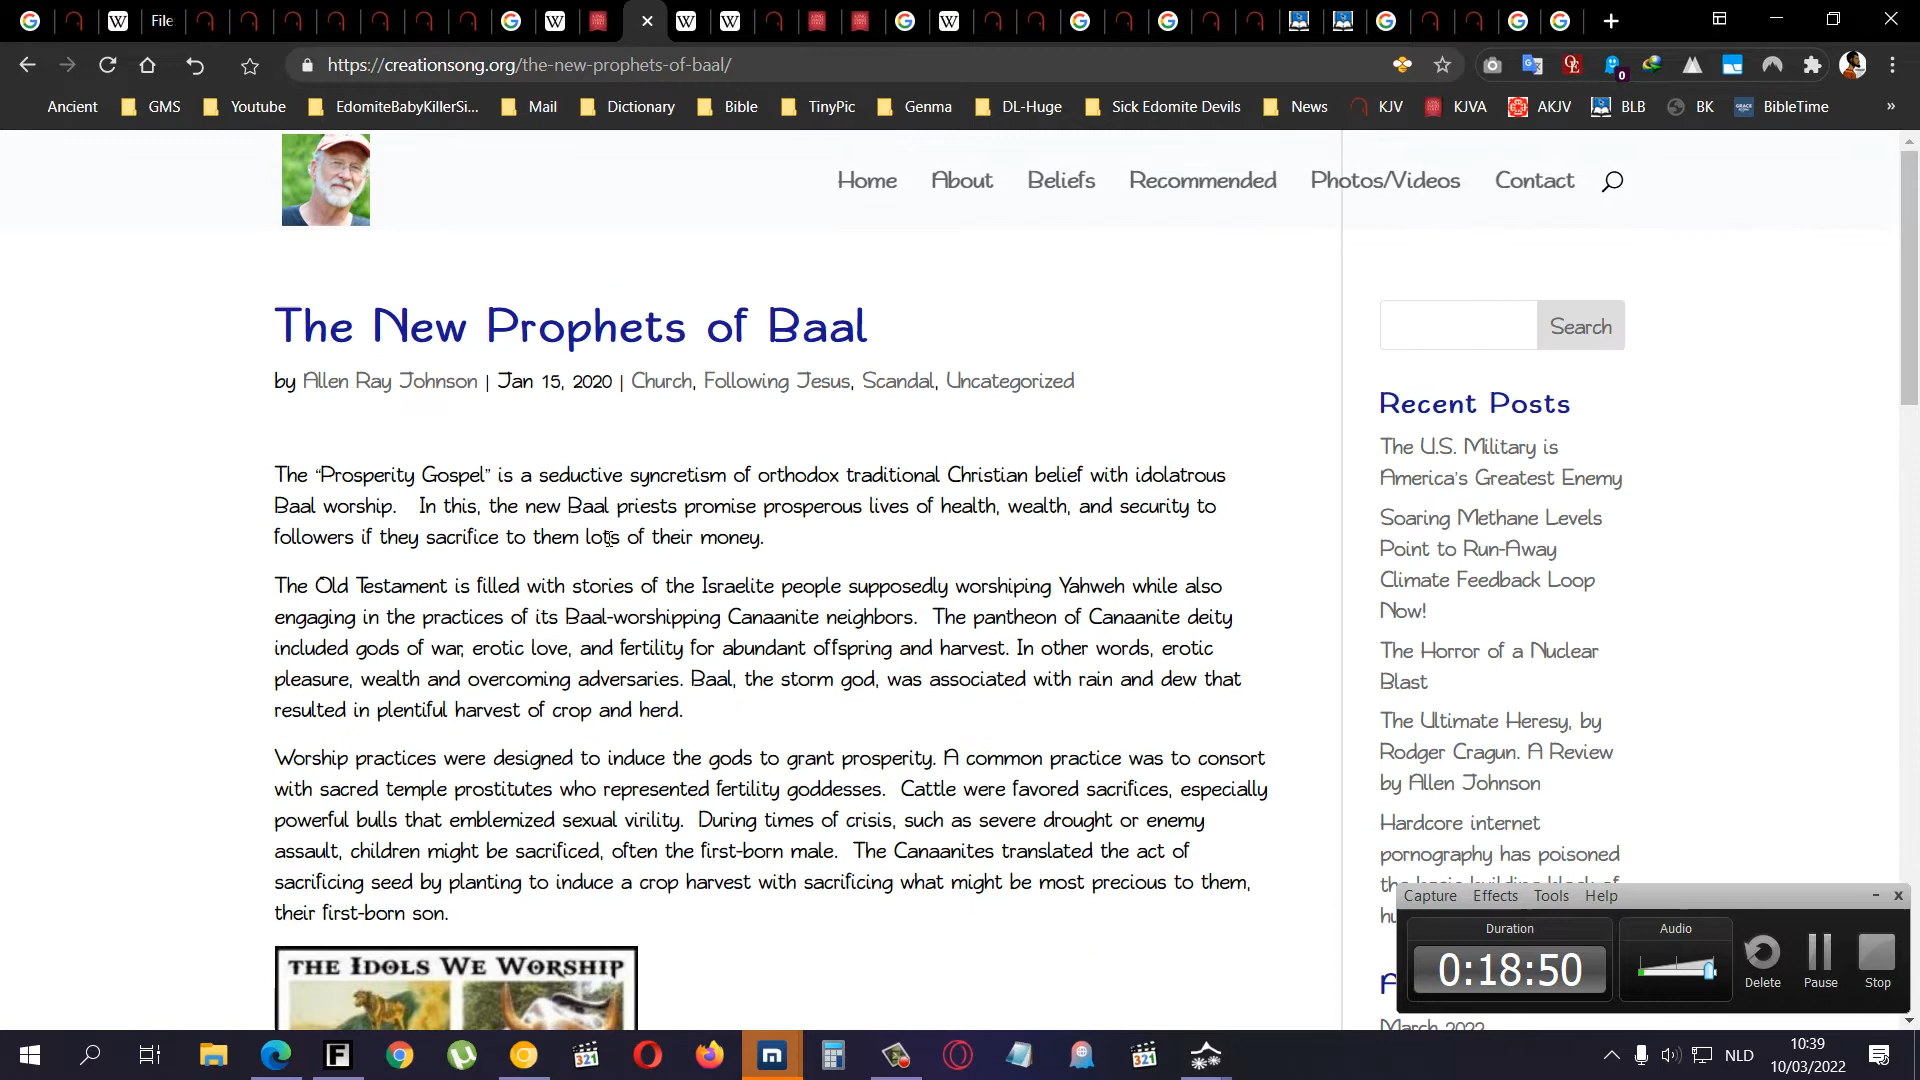 File
https://creationsong.org/the-new-prophets-of-baal/
0
Ancient GMS Youtube EdomiteBabyKillerSi... Mail Dictionary Bible TinyPic Genma DL-Huge Sick Edomite Devils News KJV KJVA AKJV BLB BK BibleTime »
Home About Beliefs Recommended Photos/Videos Contact
The New Prophets of Baal
by Allen Ray Johnson | Jan 15, 2020 | Church, Following Jesus, Scandal, Uncategorized
The “Prosperity Gospel” is a seductive syncretism of orthodox traditional Christian belief with idolatrous
Baal worship. In this, the new Baal priests promise prosperous lives of health, wealth, and security to
followers if they sacrifice to them lots of their money.
The Old Testament is filled with stories of the Israelite people supposedly worshiping Yahweh while also
engaging in the practices of its Baal-worshipping Canaanite neighbors. The pantheon of Canaanite deity
included gods of war, erotic love, and fertility for abundant offspring and harvest. In other words, erotic
pleasure, wealth and overcoming adversaries. Baal, the storm god, was associated with rain and dew that
resulted in plentiful harvest of crop and herd.
Worship practices were designed to induce the gods to grant prosperity. A common practice was to consort
with sacred temple prostitutes who represented fertility goddesses. Cattle were favored sacrifices, especially
powerful bulls that emblemized sexual virility. During times of crisis, such as severe drought or enemy
assault, children might be sacrificed, often the first-born male. The Canaanites translated the act of
sacrificing seed by planting to induce a crop harvest with sacrificing what might be most precious to them,
their first-born son.
THE IDOLS WE WORSHIP
Search
Recent Posts
The U.S. Military is
America's Greatest Enemy
Soaring Methane Levels
Point to Run-Away
Climate Feedback Loop
Now!
The Horror of a Nuclear
Blast
The Ultimate Heresy, by
Rodger Cragun. A Review
by Allen Johnson
Hardcore internet
pornography has poisoned
March 2022
Capture Effects Tools Help
Duration
0:18:50
Audio
Delete Pause Stop
NLD
10:39
10/03/2022